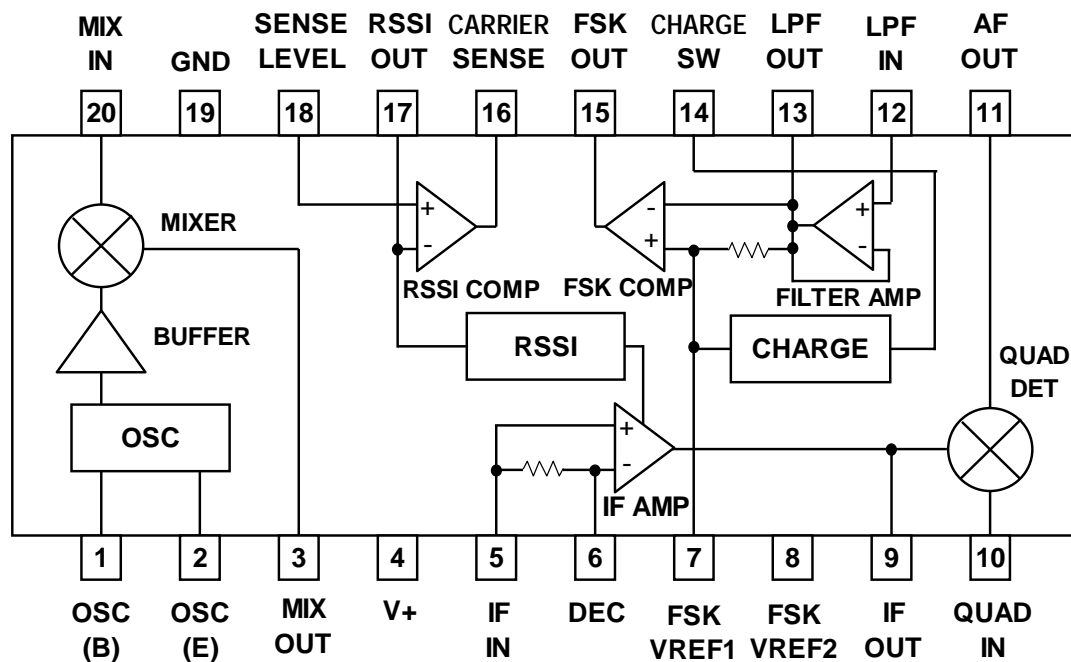 MIX
IN
GND
SENSE
LEVEL
RSSI
OUT
CARRIER
SENSE
FSK
OUT
CHARGE
SW
LPF
OUT
LPF
IN
AF
OUT
20
19
18
17
16
15
14
13
12
11
MIXER
+
-
RSSI COMP
-
+
FSK COMP
+
-
FILTER AMP
BUFFER
RSSI
CHARGE
QUAD
DET
OSC
+
-
IF AMP
1
2
3
4
5
6
7
8
9
10
OSC
(B)
OSC
(E)
MIX
OUT
V+
IF
IN
DEC
FSK
VREF1
FSK
VREF2
IF
OUT
QUAD
IN